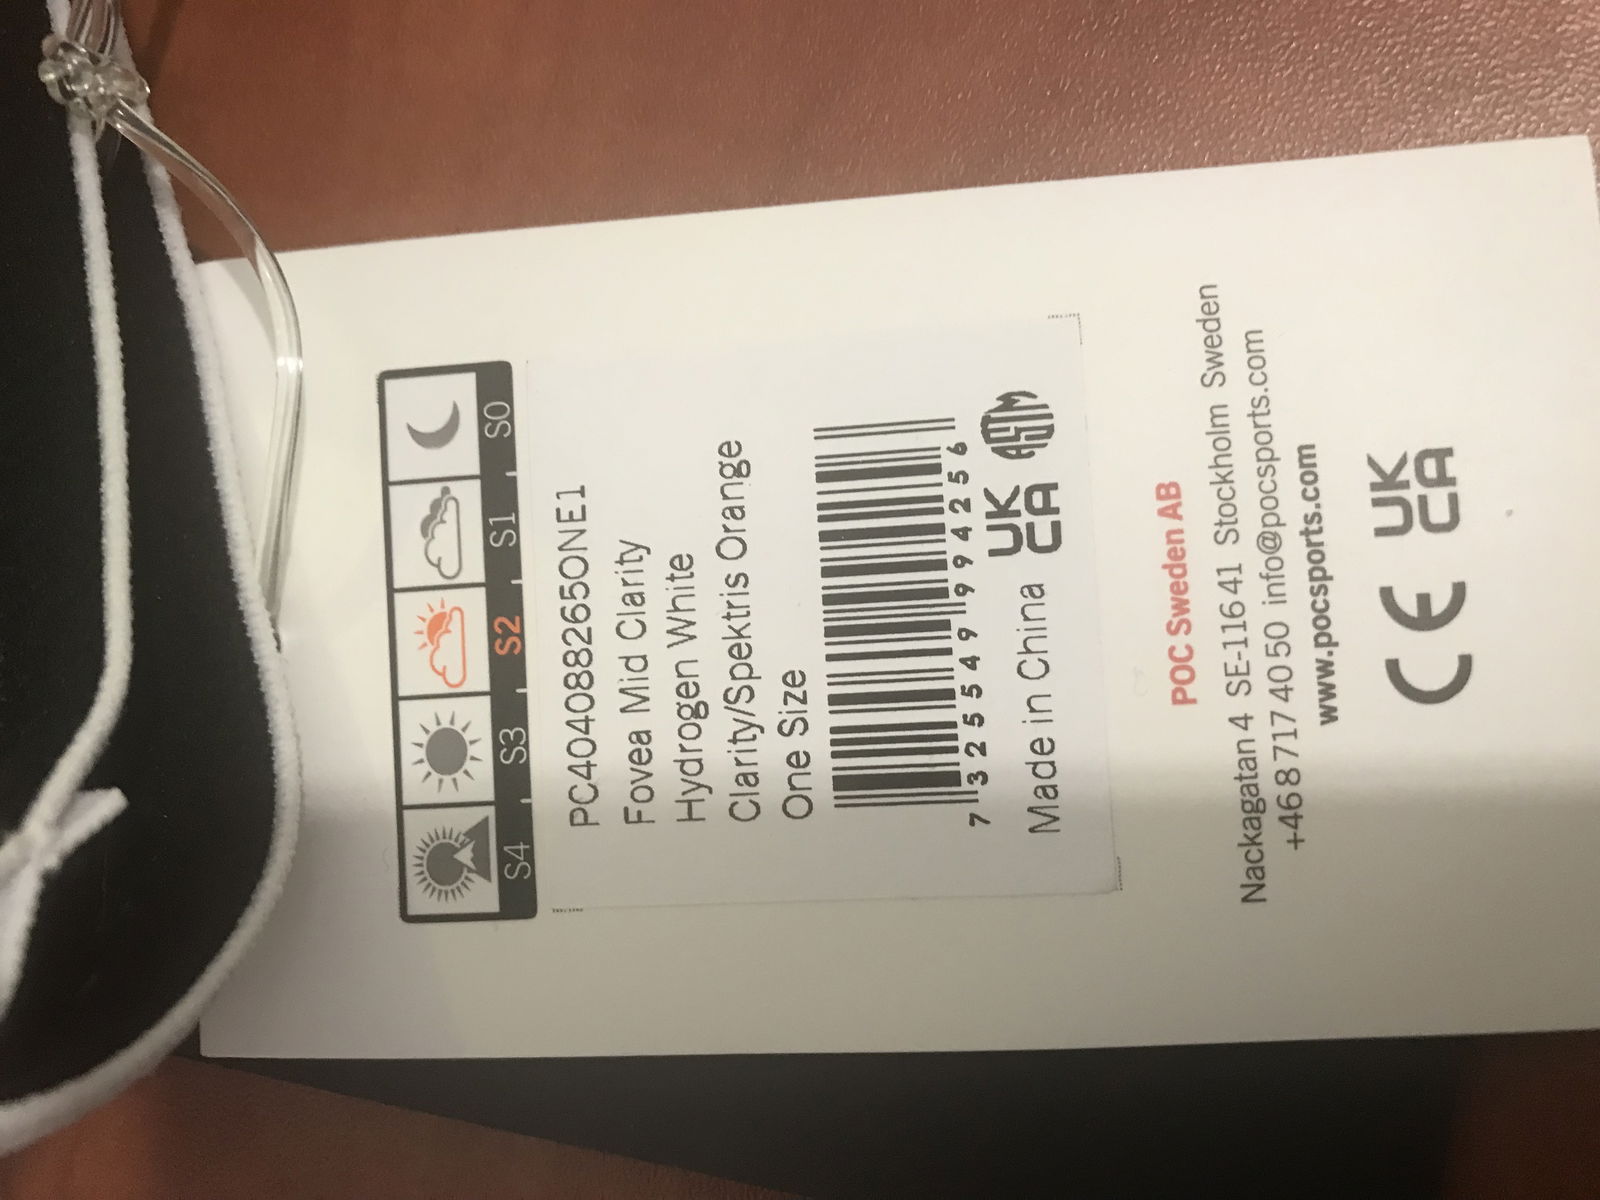 S4 S3 S2 S1 S0
PC404088265ONE1
Fovea Mid Clarity
Hydrogen White
Clarity/Spektris Orange
One Size
7 325549 994256
Made in China UK CA ASTM
POC Sweden AB
Nackagatan 4 SE-116 41 Stockholm Sweden
+46 8 717 40 50 info@pocsports.com
www.pocsports.com
CE UK CA